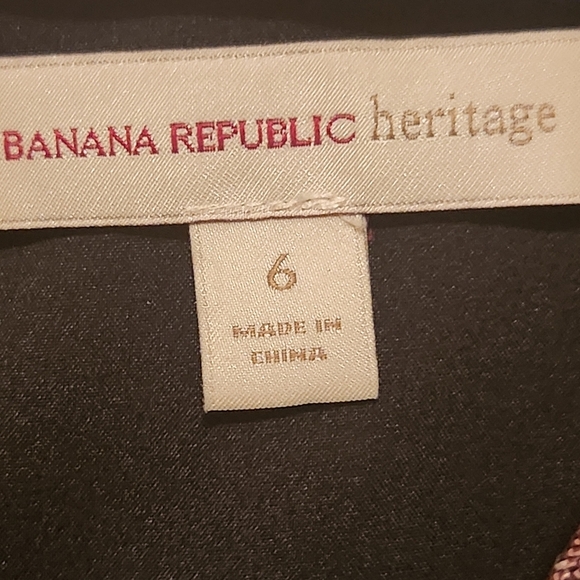 BANANA REPUBLIC heritage
6
MADE IN
CHINA